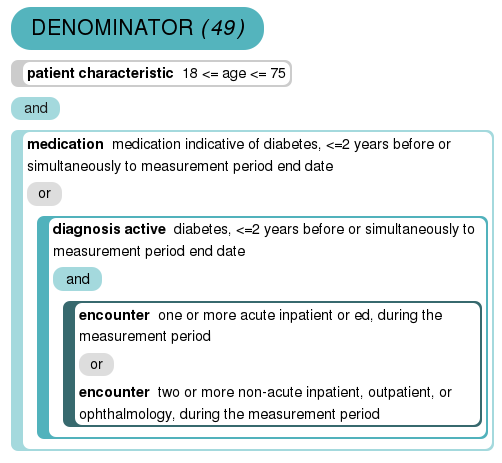 DENOMINATOR (49)
patient characteristic 18 <= age <= 75
and
medication medication indicative of diabetes, <=2 years before or
simultaneously to measurement period end date
or
diagnosis active diabetes, <=2 years before or simultaneously to
measurement period end date
and
encounter one or more acute inpatient or ed, during the
measurement period
or
encounter two or more non-acute inpatient, outpatient, or
ophthalmology, during the measurement period